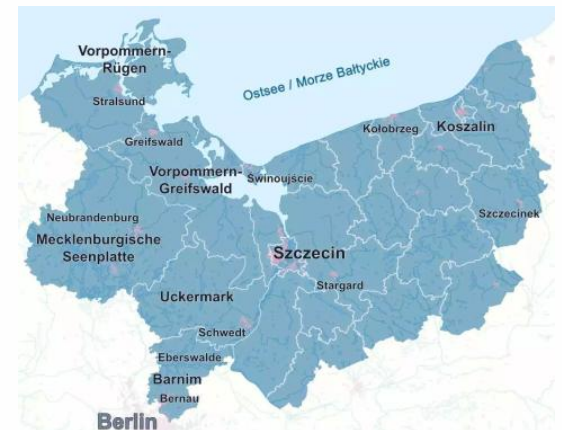 Vorpommern-
Rügen
Stralsund
Ostsee / Morze Bałtyckie
Greifswald
Kołobrzeg
Koszalin
Vorpommern-
Greifswald
Świnoujście
Neubrandenburg
Szczecinek
Mecklenburgische
Seenplatte
Szczecin
Stargard
Uckermark
Schwedt
Eberswalde
Barnim
Bernau
Berlin